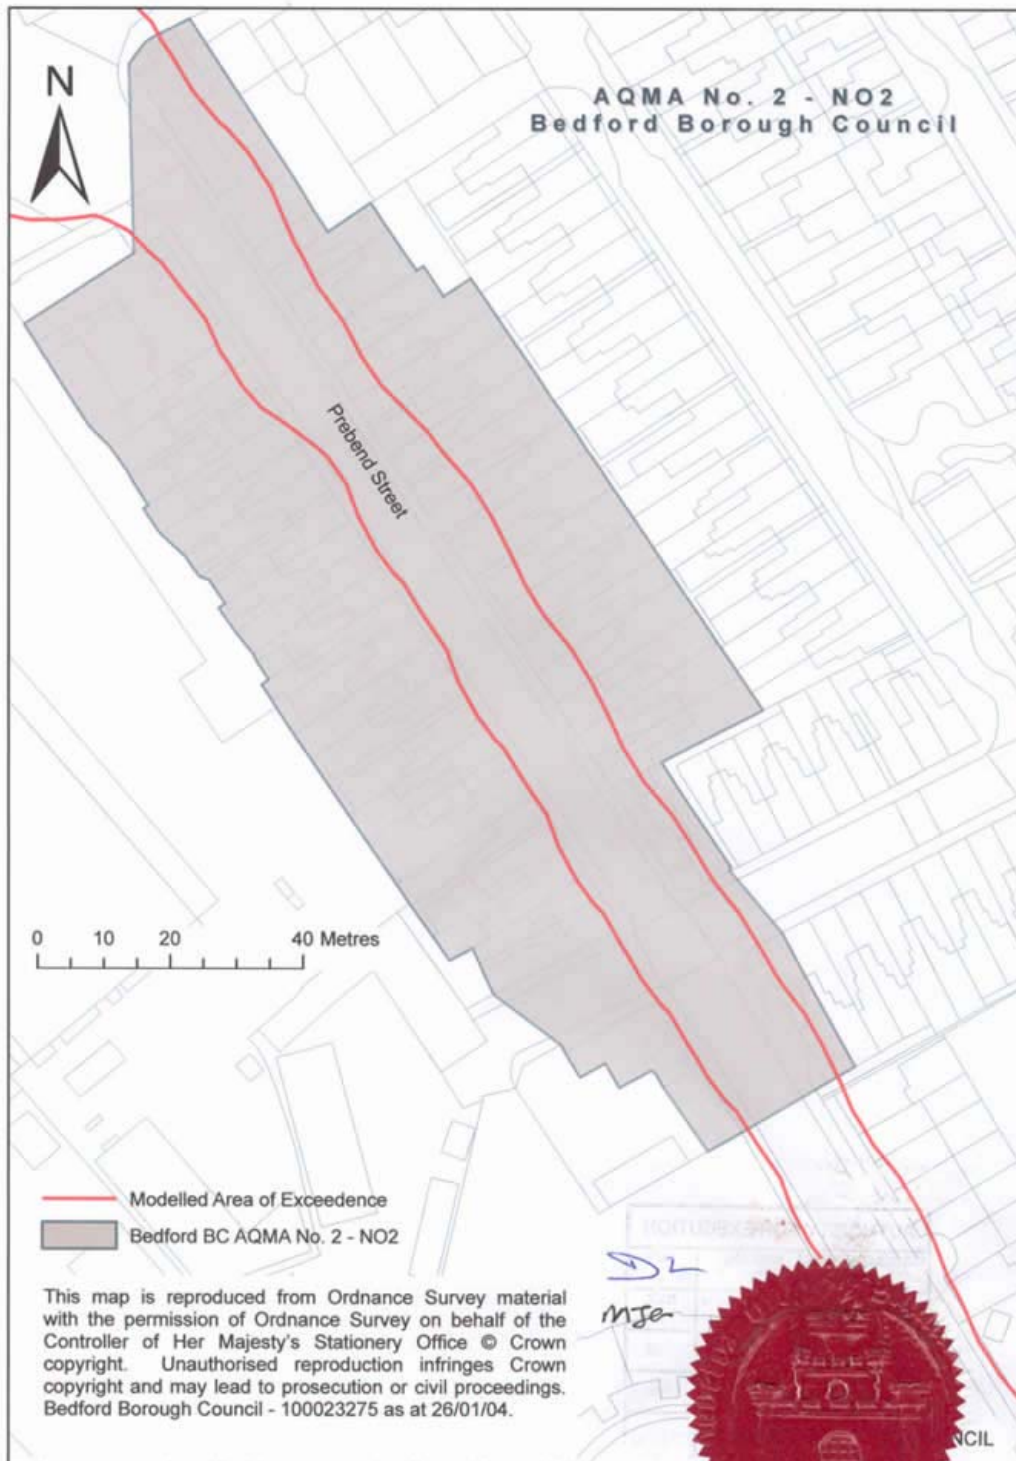 N
AQMA No. 2 - NO2
Bedford Borough Council
Prebend Street
0 10 20 40 Metres
Modelled Area of Exceedence
Bedford BC AQMA No. 2 - NO2
This map is reproduced from Ordnance Survey material
with the permission of Ordnance Survey on behalf of the
Controller of Her Majesty's Stationery Office © Crown
copyright. Unauthorised reproduction infringes Crown
copyright and may lead to prosecution or civil proceedings.
Bedford Borough Council - 100023275 as at 26/01/04.
NCIL